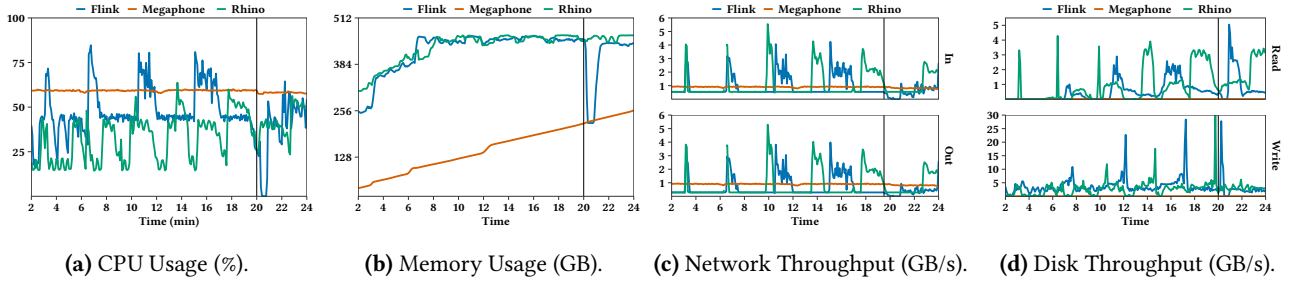 Flink Megaphone Rhino
100
75
50
25
2 4 6 8 10 12 14 16 18 20 22 24
Time (min)
(a) CPU Usage (%).
Flink Megaphone Rhino
512
384
256
128
2 4 6 8 10 12 14 16 18 20 22 24
Time
(b) Memory Usage (GB).
Flink Megaphone Rhino
6
5
4
3
2
1
In
6
5
4
3
2
1
Out
2 4 6 8 10 12 14 16 18 20 22 24
Time
(c) Network Throughput (GB/s).
Flink Megaphone Rhino
5
4
3
2
1
Read
30
25
20
15
10
5
Write
2 4 6 8 10 12 14 16 18 20 22 24
Time
(d) Disk Throughput (GB/s).